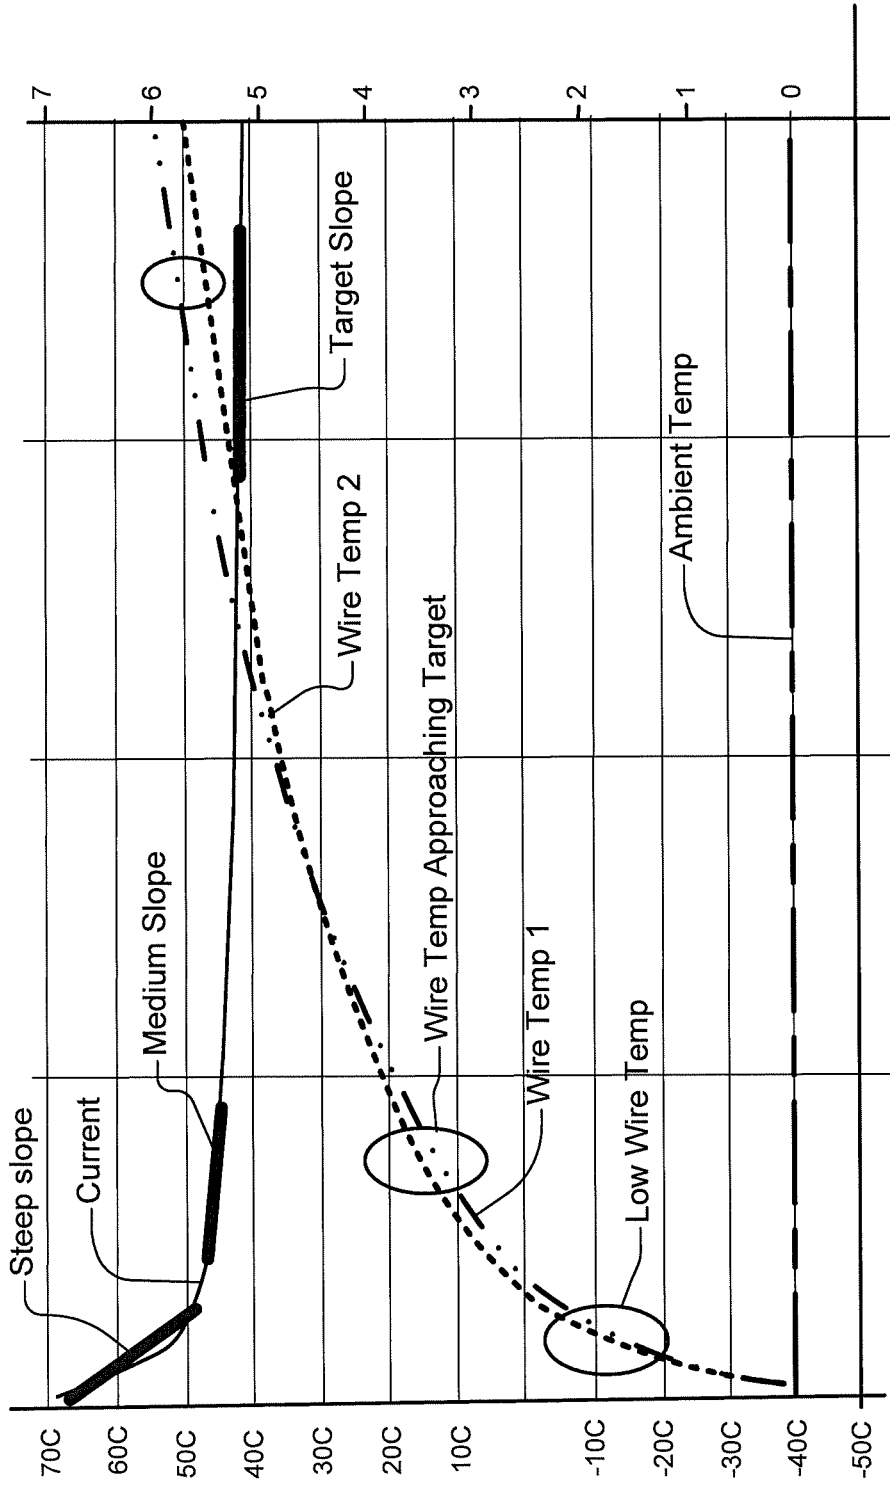 Steep slope
Current
Medium Slope
Target Slope
Wire Temp 2
Wire Temp Approaching Target
Wire Temp 1
Low Wire Temp
Ambient Temp
70C
60C
50C
40C
30C
20C
10C
-10C
-20C
-30C
-40C
-50C
7
6
5
4
3
2
1
0